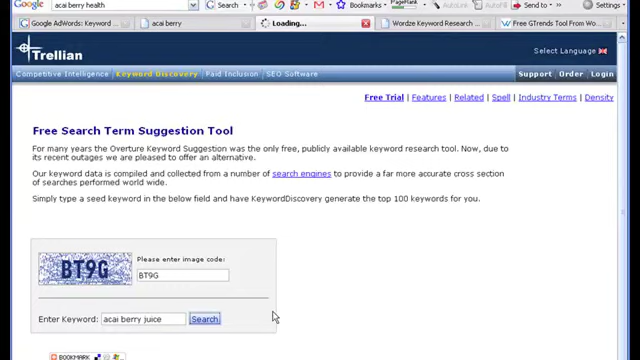 Google acai berry health Search PageRank Bookmarks AutoLink AutoFill Send to Settings
Google AdWords: Keyword acai berry Loading... Wordze Keyword Research Free GTrends Tool From Wo
Trellian Select Language
Competitive Intelligence Keyword Discovery Paid Inclusion SEO Software Support Order Login
Free Trial | Features | Related | Spell | Industry Terms | Density
Free Search Term Suggestion Tool
For many years the Overture Keyword Suggestion was the only free, publicly available keyword research tool. Now, due to
its recent outages we are pleased to offer an alternative.
Our keyword data is compiled and collected from a number of search engines to provide a far more accurate cross section
of searches performed world wide.
Simply type a seed keyword in the below field and have KeywordDiscovery generate the top 100 keywords for you.
Please enter image code:
BT9G BT9G
Enter Keyword: acai berry juice Search
BOOKMARK